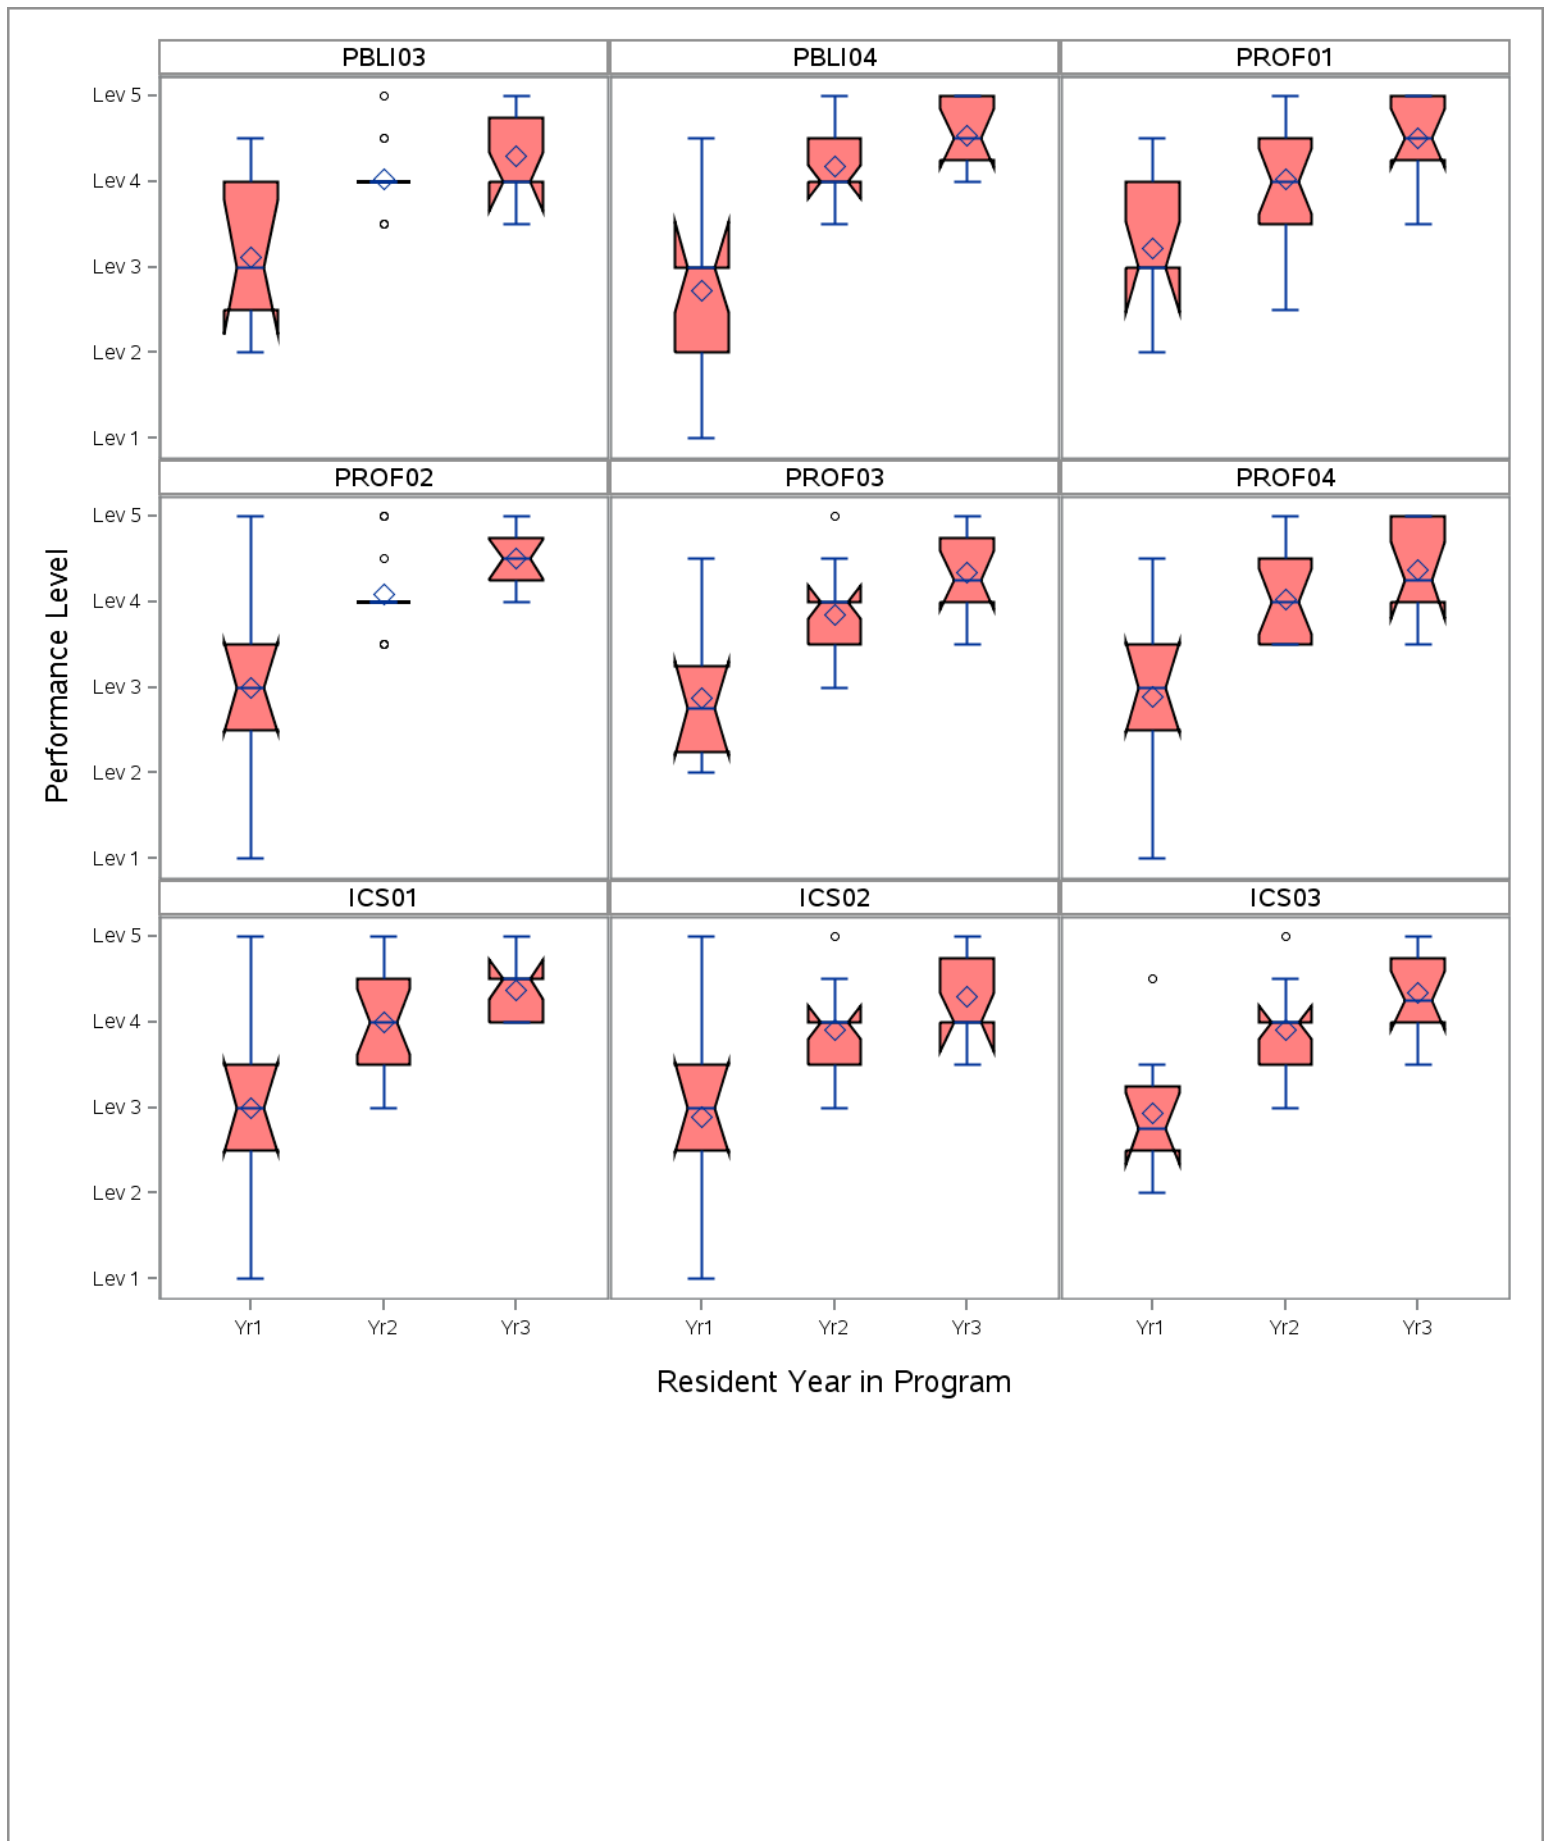 PBLI03 PBLI04 PROF01
Lev 5
Lev 4
Lev 3
Lev 2
Lev 1
PROF02 PROF03 PROF04
Lev 5
Lev 4
Lev 3
Lev 2
Lev 1
Performance Level
ICS01 ICS02 ICS03
Lev 5
Lev 4
Lev 3
Lev 2
Lev 1
Yr1 Yr2 Yr3 Yr1 Yr2 Yr3 Yr1 Yr2 Yr3
Resident Year in Program